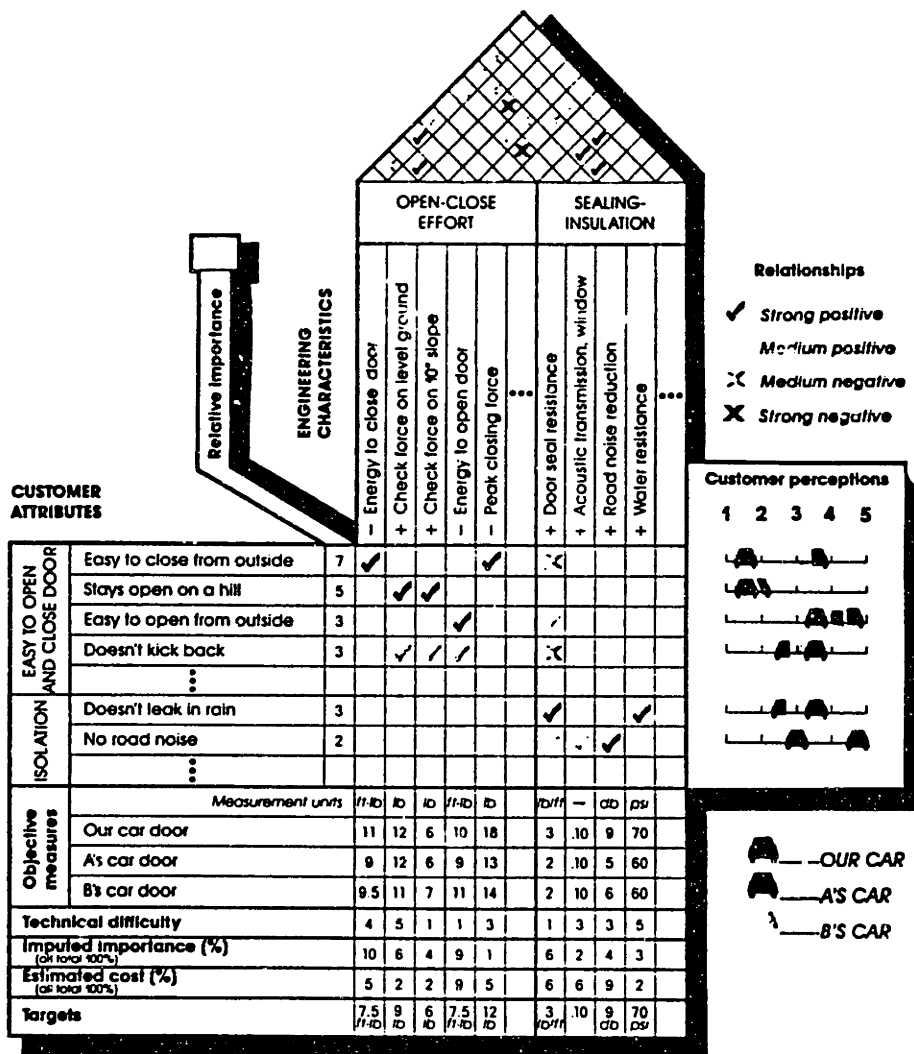 OPEN-CLOSE
EFFORT
SEALING-
INSULATION
Relative importance
ENGINEERING
CHARACTERISTICS
– Energy to close door
+ Check force on level ground
+ Check force on 10° slope
– Energy to open door
– Peak closing force
+ Door seal resistance
+ Acoustic transmission, window
+ Road noise reduction
+ Water resistance
Relationships
Strong positive
Medium positive
Medium negative
Strong negative
Customer perceptions
1 2 3 4 5
CUSTOMER
ATTRIBUTES
EASY TO OPEN
AND CLOSE DOOR
Easy to close from outside 7
Stays open on a hill 5
Easy to open from outside 3
Doesn't kick back 3
ISOLATION
Doesn't leak in rain 3
No road noise 2
Objective
measures
Measurement units ft-lb lb lb ft-lb lb lb/ft — db psi
Our car door 11 12 6 10 18 3 .10 9 70
A's car door 9 12 6 9 13 2 .10 5 60
B's car door 9.5 11 7 11 14 2 .10 6 60
Technical difficulty 4 5 1 1 3 1 3 3 5
Imputed importance (%) 10 6 4 9 1 6 2 4 3
(all total 100%)
Estimated cost (%) 5 2 2 9 5 6 6 9 2
(all total 100%)
Targets 7.5 ft-lb 9 lb 6 lb 7.5 ft-lb 12 lb 3 lb/ft .10 9 db 70 psi
OUR CAR
A'S CAR
B'S CAR